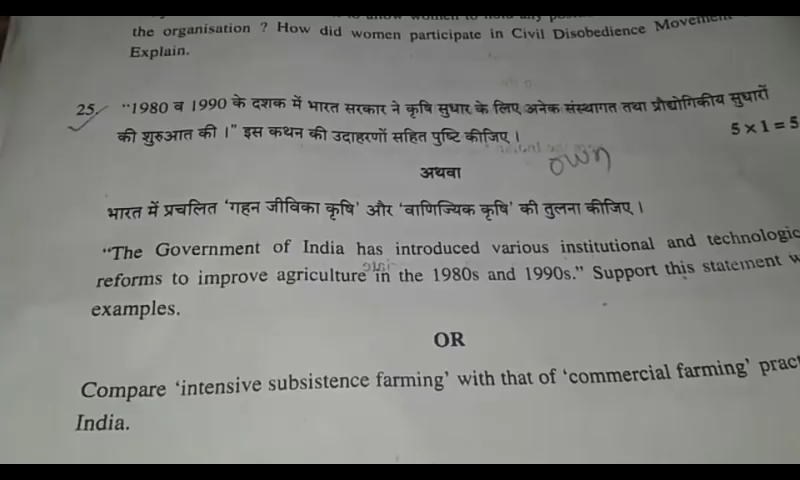 the organisation ? How did women participate in Civil Disobedience Movement
Explain.
25. "1980 व 1990 के दशक में भारत सरकार ने कृषि सुधार के लिए अनेक संस्थागत तथा प्रौद्योगिकीय सुधारों
की शुरुआत की ।" इस कथन की उदाहरणों सहित पुष्टि कीजिए ।
5 × 1 = 5
own
अथवा
भारत में प्रचलित 'गहन जीविका कृषि' और 'वाणिज्यिक कृषि' की तुलना कीजिए ।
"The Government of India has introduced various institutional and technologic
reforms to improve agriculture in the 1980s and 1990s." Support this statement w
examples.
OR
Compare 'intensive subsistence farming' with that of 'commercial farming' pract
India.